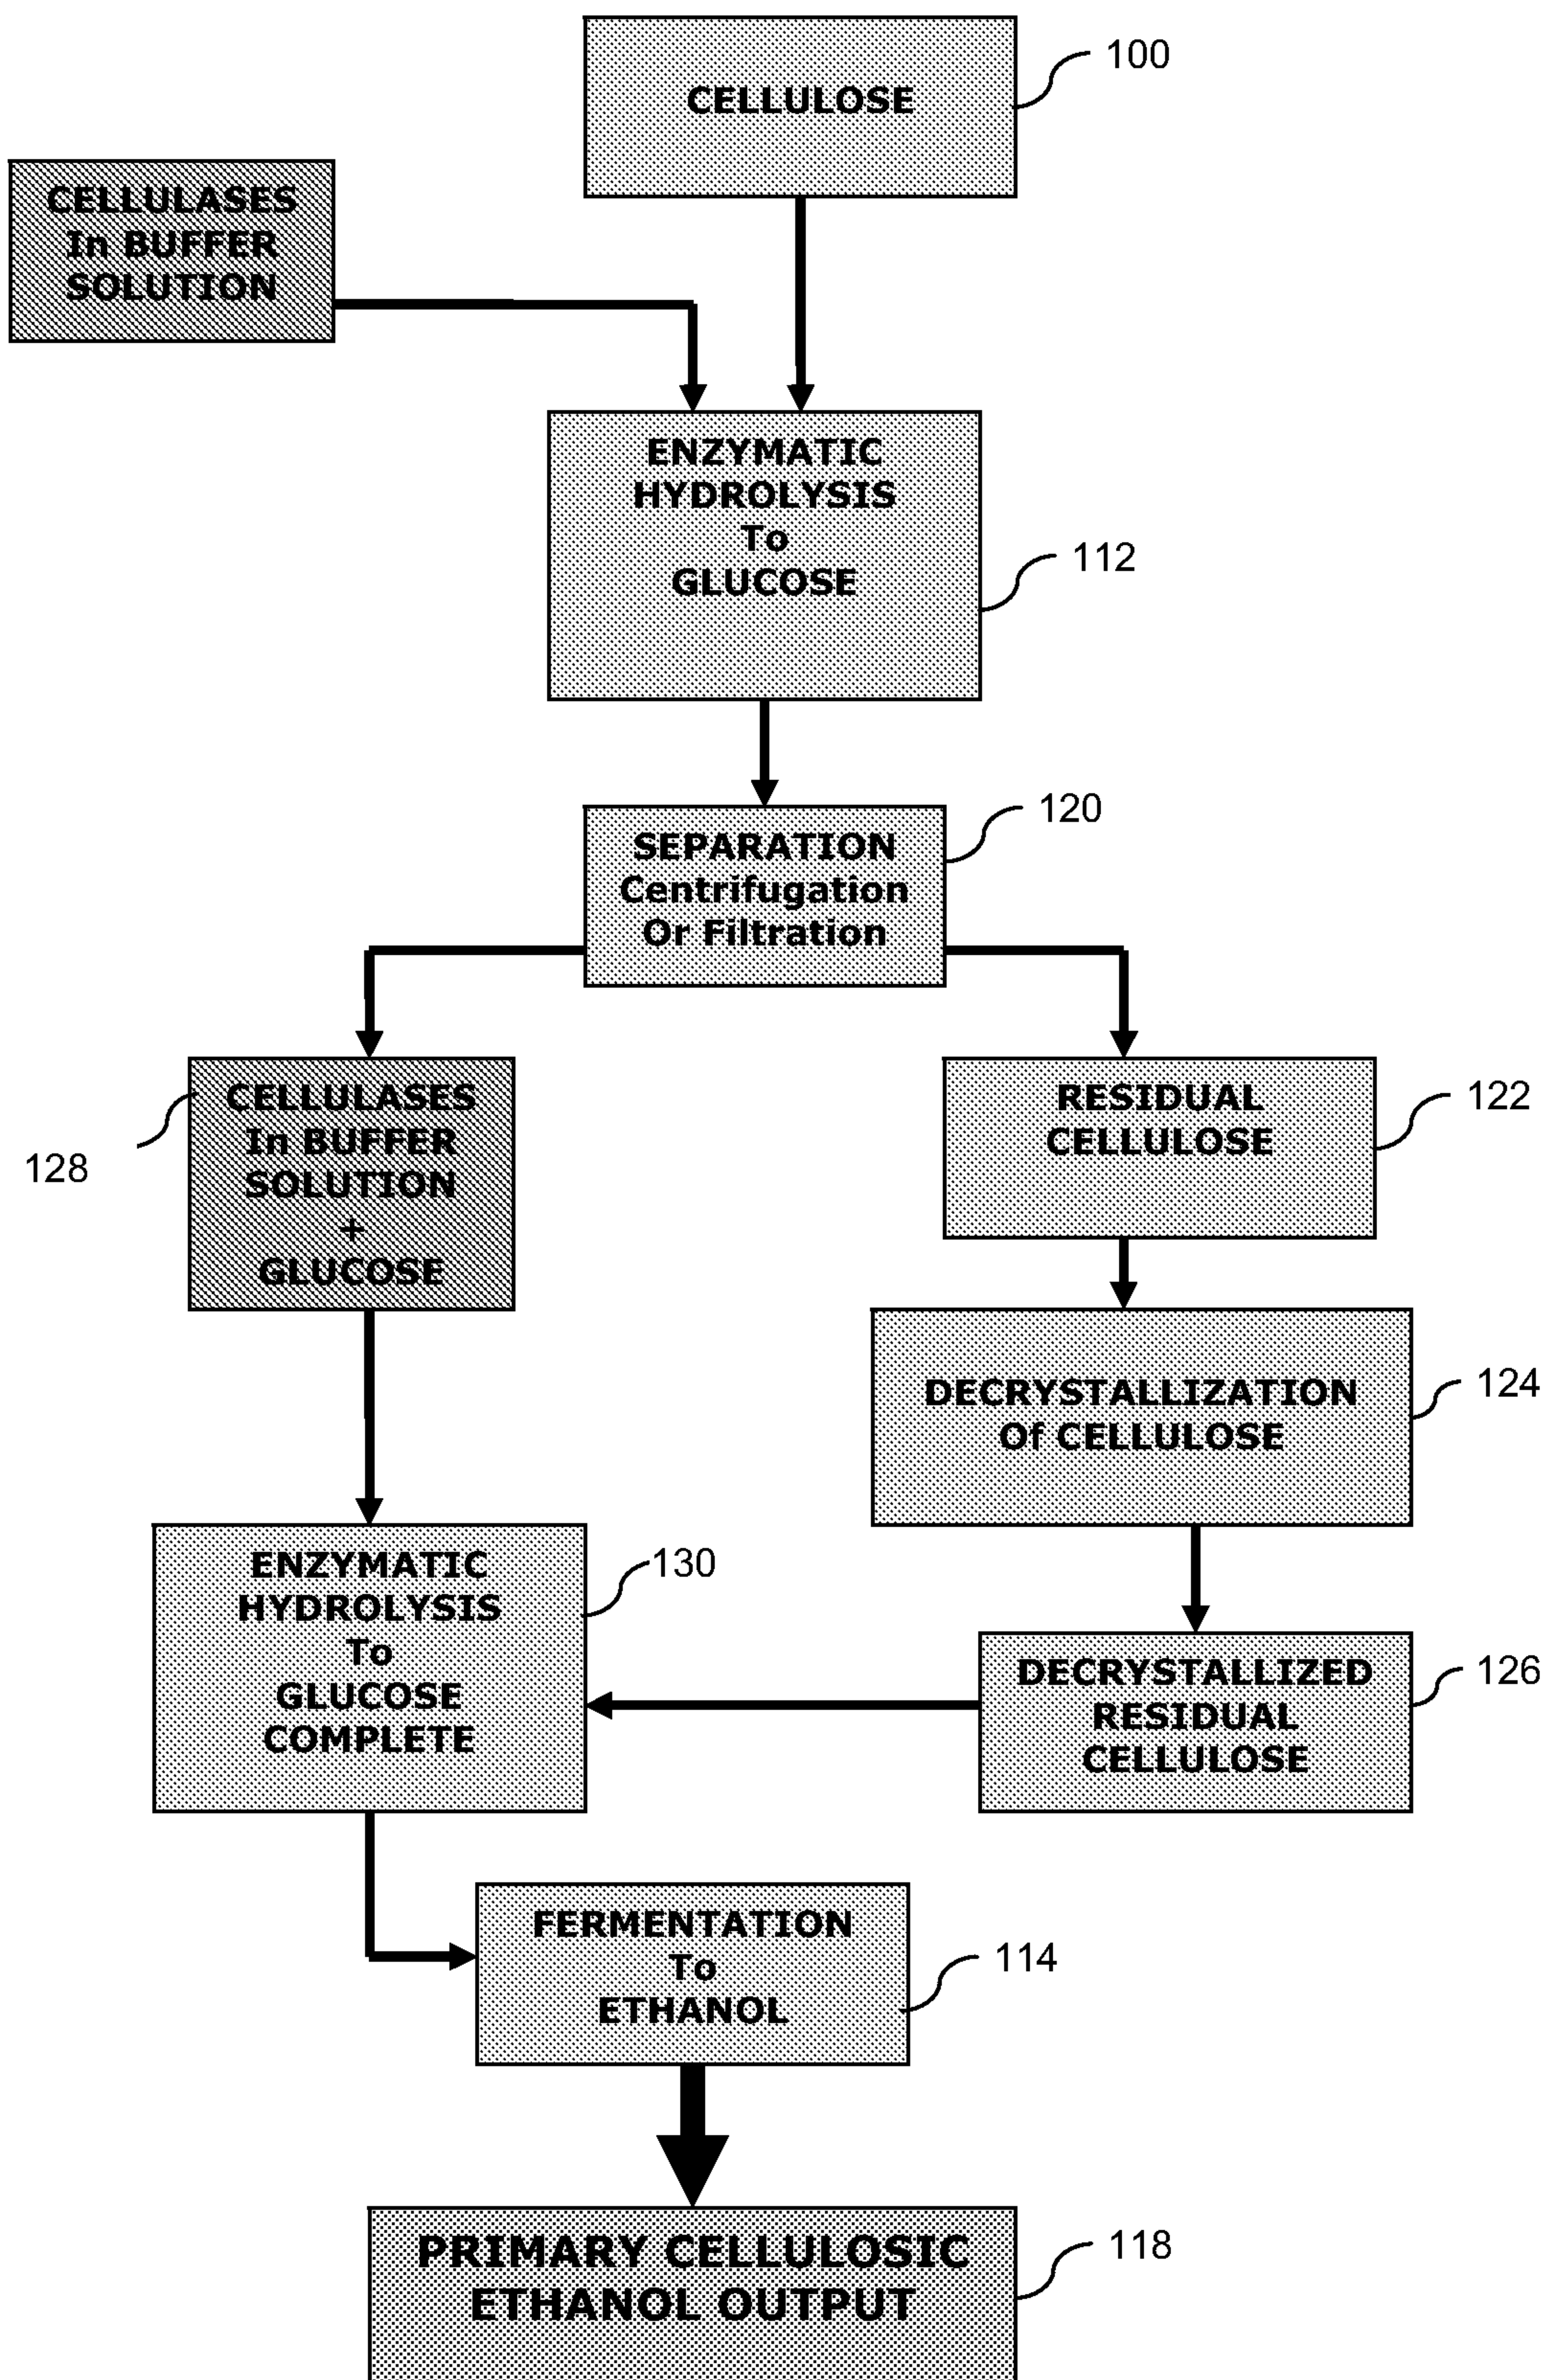 CELLULOSE
100
CELLULASES
In BUFFER
SOLUTION
ENZYMATIC
HYDROLYSIS
To
GLUCOSE
112
SEPARATION
Centrifugation
Or Filtration
120
CELLULASES
In BUFFER
SOLUTION
+
GLUCOSE
128
RESIDUAL
CELLULOSE
122
DECRYSTALLIZATION
Of CELLULOSE
124
ENZYMATIC
HYDROLYSIS
To
GLUCOSE
COMPLETE
130
DECRYSTALLIZED
RESIDUAL
CELLULOSE
126
FERMENTATION
To
ETHANOL
114
PRIMARY CELLULOSIC
ETHANOL OUTPUT
118